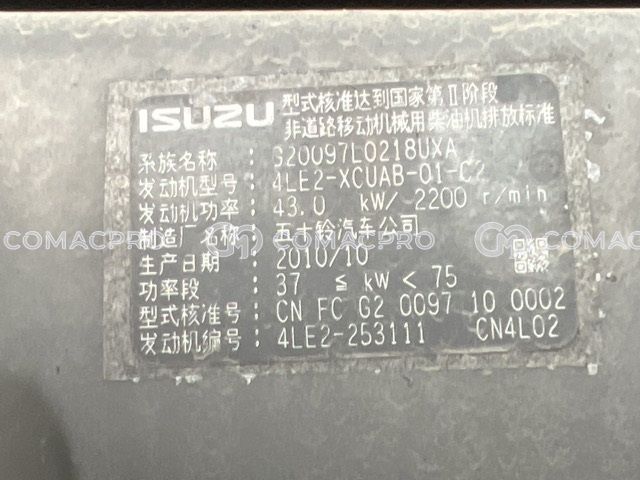 ISUZU 型式核准达到国家第Ⅱ阶段
非道路移动机械用柴油机排放标准
系族名称 : S20097L0218UXA
发动机型号 : 4LE2-XCUAB-01-C2
发动机功率 : 43.0 kW/ 2200 r/min
制造厂名称 : 五十铃汽车公司
生产日期 : 2010/10
功率段 : 37 ≦ kW < 75
型式核准号 : CN FC G2 0097 10 0002
发动机编号 : 4LE2-253111 CN4L02
COMACPRO COMACPRO COMACPRO